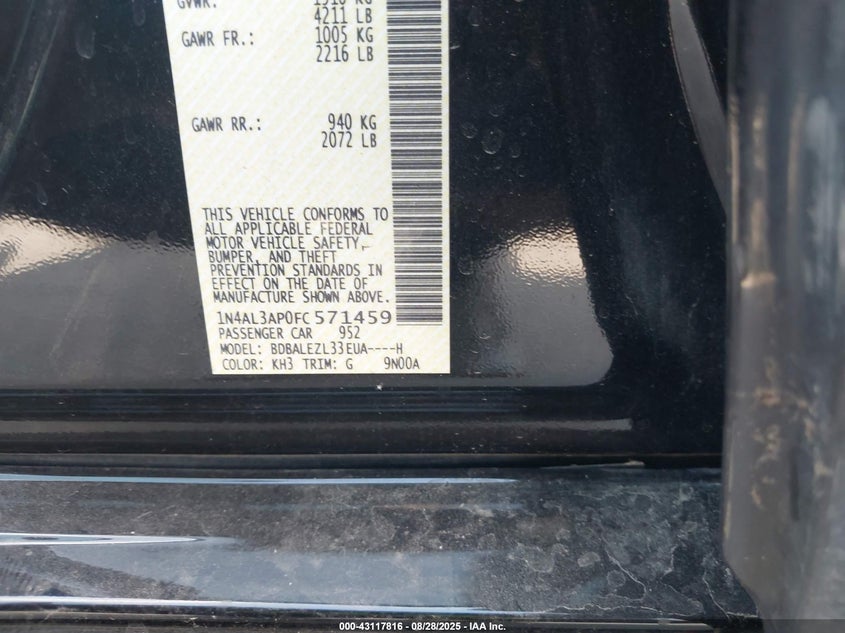 GVWR:
4211 LB
GAWR FR.: 1005 KG
2216 LB
GAWR RR.: 940 KG
2072 LB
THIS VEHICLE CONFORMS TO
ALL APPLICABLE FEDERAL
MOTOR VEHICLE SAFETY,
BUMPER, AND THEFT
PREVENTION STANDARDS IN
EFFECT ON THE DATE OF
MANUFACTURE SHOWN ABOVE.
1N4AL3AP0FC571459
PASSENGER CAR 952
MODEL: BDBALEZL33EUA----H
COLOR: KH3 TRIM: G 9N00A
000-43117816 - 08/28/2025 - IAA Inc.